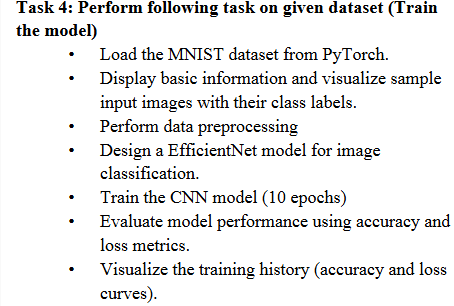 Task 4: Perform following task on given dataset (Train
the model)
• Load the MNIST dataset from PyTorch.
• Display basic information and visualize sample
input images with their class labels.
• Perform data preprocessing
• Design a EfficientNet model for image
classification.
• Train the CNN model (10 epochs)
• Evaluate model performance using accuracy and
loss metrics.
• Visualize the training history (accuracy and loss
curves).